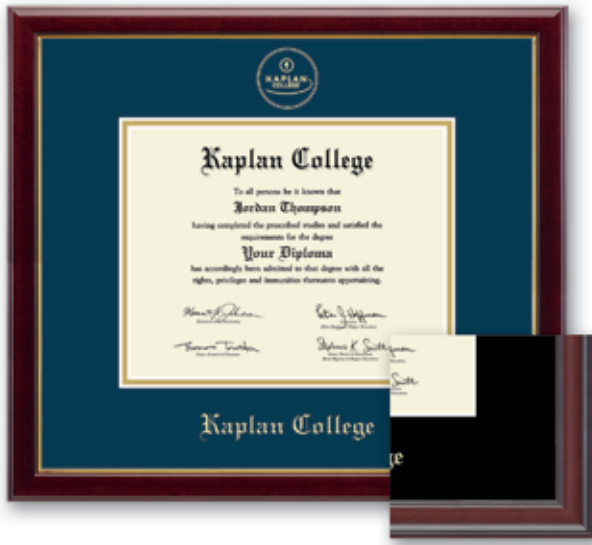 KAPLAN
COLLEGE
Kaplan College
To all persons be it known that
Jordan Thompson
having completed the prescribed studies and satisfied the
requirements for the degree
Your Diploma
has accordingly been admitted to that degree with all the
rights, privileges and immunities thereunto appertaining.
Kaplan College
ge